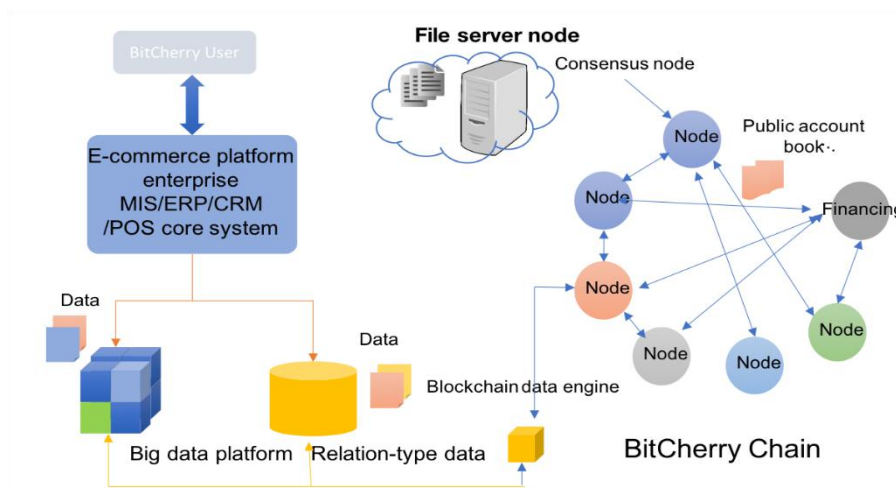 BitCherry User
File server node
Consensus node
E-commerce platform
enterprise
MIS/ERP/CRM
/POS core system
Node
Public account
book·.
Node
Financing
Node
Node
Node
Node
Data
Data
Blockchain data engine
Big data platform
Relation-type data
BitCherry Chain